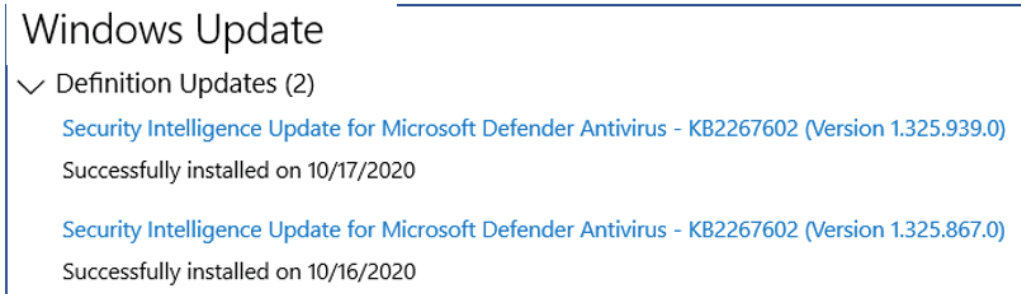 Windows Update
Definition Updates (2)
Security Intelligence Update for Microsoft Defender Antivirus - KB2267602 (Version 1.325.939.0)
Successfully installed on 10/17/2020
Security Intelligence Update for Microsoft Defender Antivirus - KB2267602 (Version 1.325.867.0)
Successfully installed on 10/16/2020